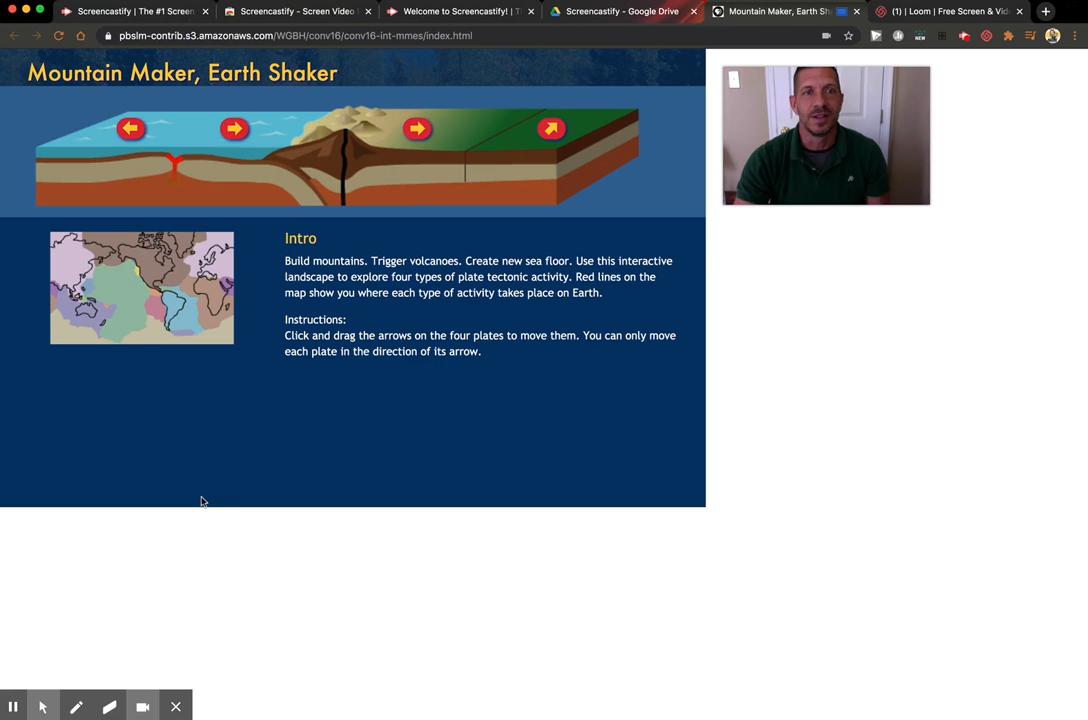 Screencastify | The #1 Screen
Screencastify - Screen Video
Welcome to Screencastify! | T
Screencastify - Google Drive
Mountain Maker, Earth Sh
(1) | Loom | Free Screen & Vid
pbslm-contrib.s3.amazonaws.com/WGBH/conv16/conv16-int-mmes/index.html
NEW
Mountain Maker, Earth Shaker
Intro
Build mountains. Trigger volcanoes. Create new sea floor. Use this interactive
landscape to explore four types of plate tectonic activity. Red lines on the
map show you where each type of activity takes place on Earth.
Instructions:
Click and drag the arrows on the four plates to move them. You can only move
each plate in the direction of its arrow.